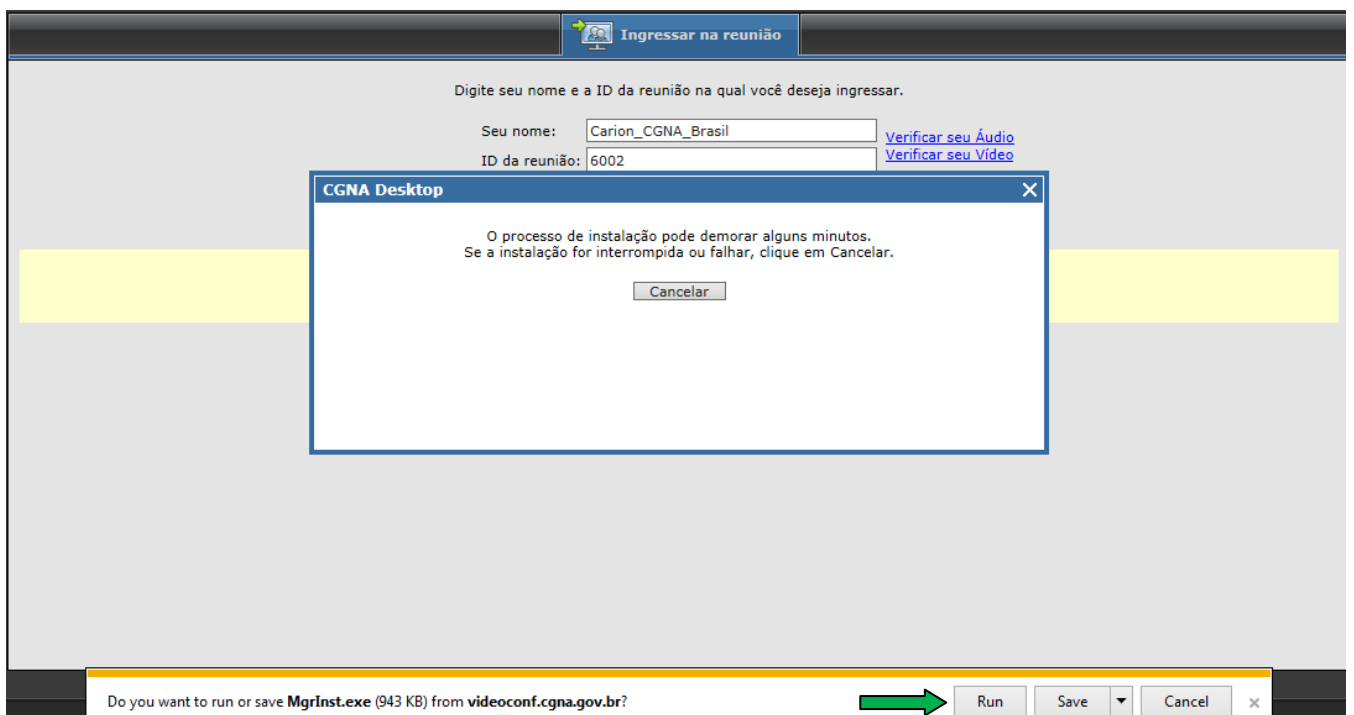 Ingressar na reunião
Digite seu nome e a ID da reunião na qual você deseja ingressar.
Seu nome: Carion_CGNA_Brasil Verificar seu Áudio
ID da reunião: 6002 Verificar seu Vídeo
CGNA Desktop
O processo de instalação pode demorar alguns minutos.
Se a instalação for interrompida ou falhar, clique em Cancelar.
Cancelar
Do you want to run or save MgrInst.exe (943 KB) from videoconf.cgna.gov.br? Run Save Cancel